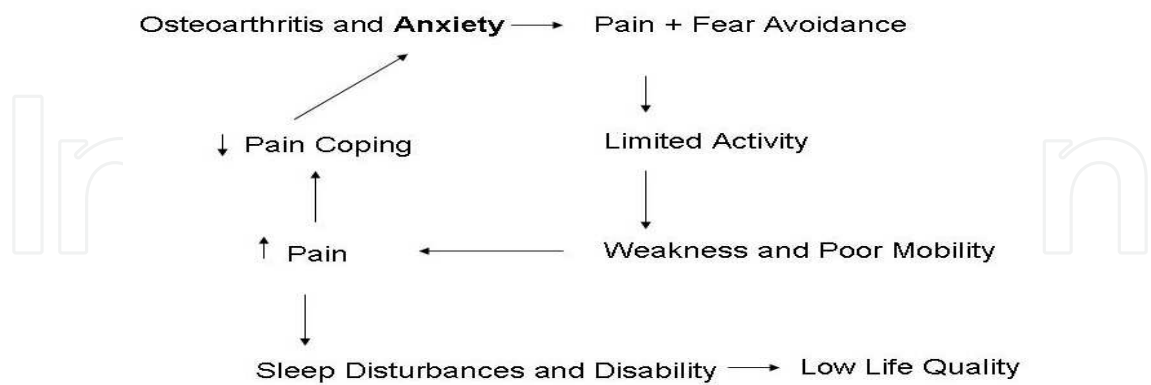 Osteoarthritis and Anxiety → Pain + Fear Avoidance
↓ Pain Coping
Limited Activity
↑ Pain
Weakness and Poor Mobility
Sleep Disturbances and Disability → Low Life Quality